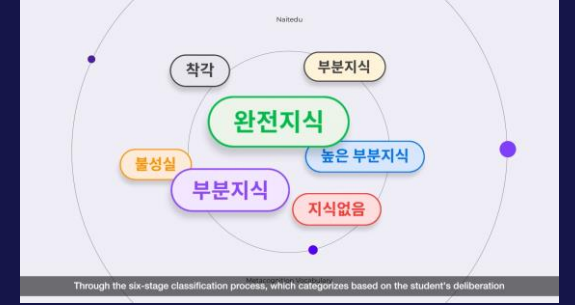 Naitedu
착각
부분지식
완전지식
높은 부분지식
불성실
부분지식
지식없음
Metacognition Vocabulary
Through the six-stage classification process, which categorizes based on the student's deliberation